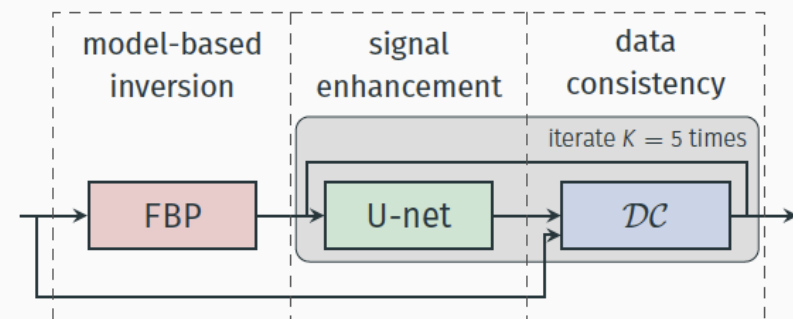 model-based
inversion
signal
enhancement
data
consistency
iterate K = 5 times
FBP
U-net
𝒟𝒞